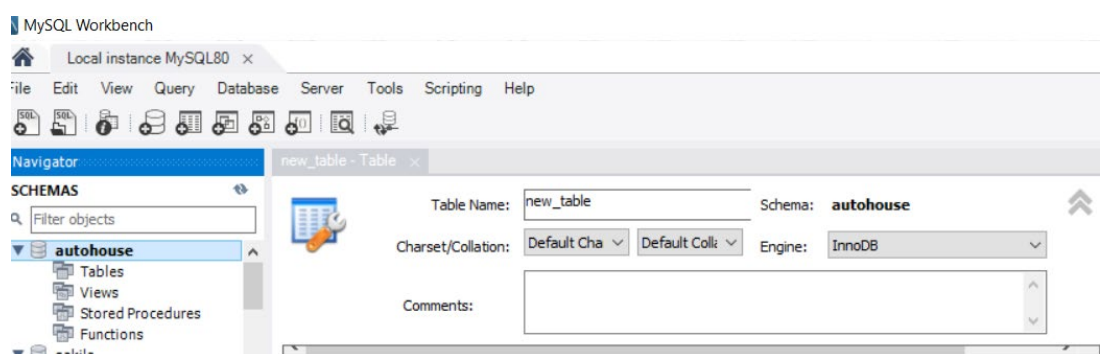 MySQL Workbench
Local instance MySQL80 ×
File Edit View Query Database Server Tools Scripting Help
Navigator
new_table - Table ×
SCHEMAS
Filter objects
autohouse
Tables
Views
Stored Procedures
Functions
Table Name: new_table Schema: autohouse
Charset/Collation: Default Cha Default Colla Engine: InnoDB
Comments: